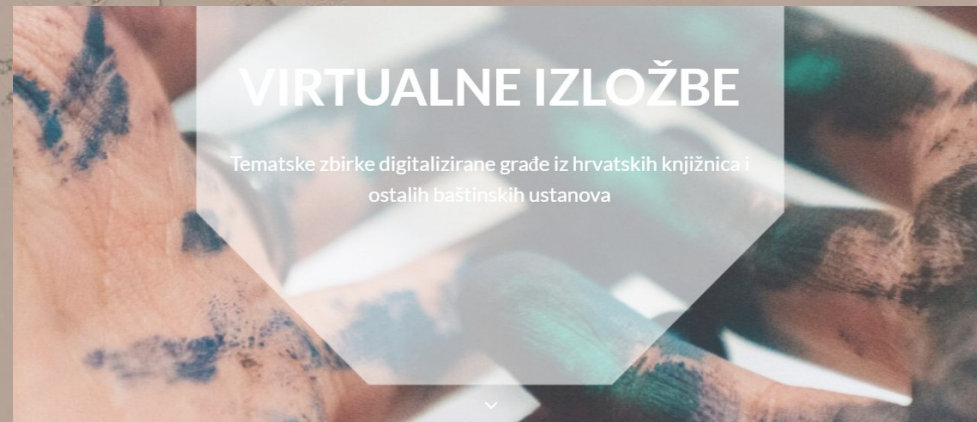 VIRTUALNE IZLOŽBE
Tematske zbirke digitalizirane građe iz hrvatskih knjižnica i
ostalih baštinskih ustanova